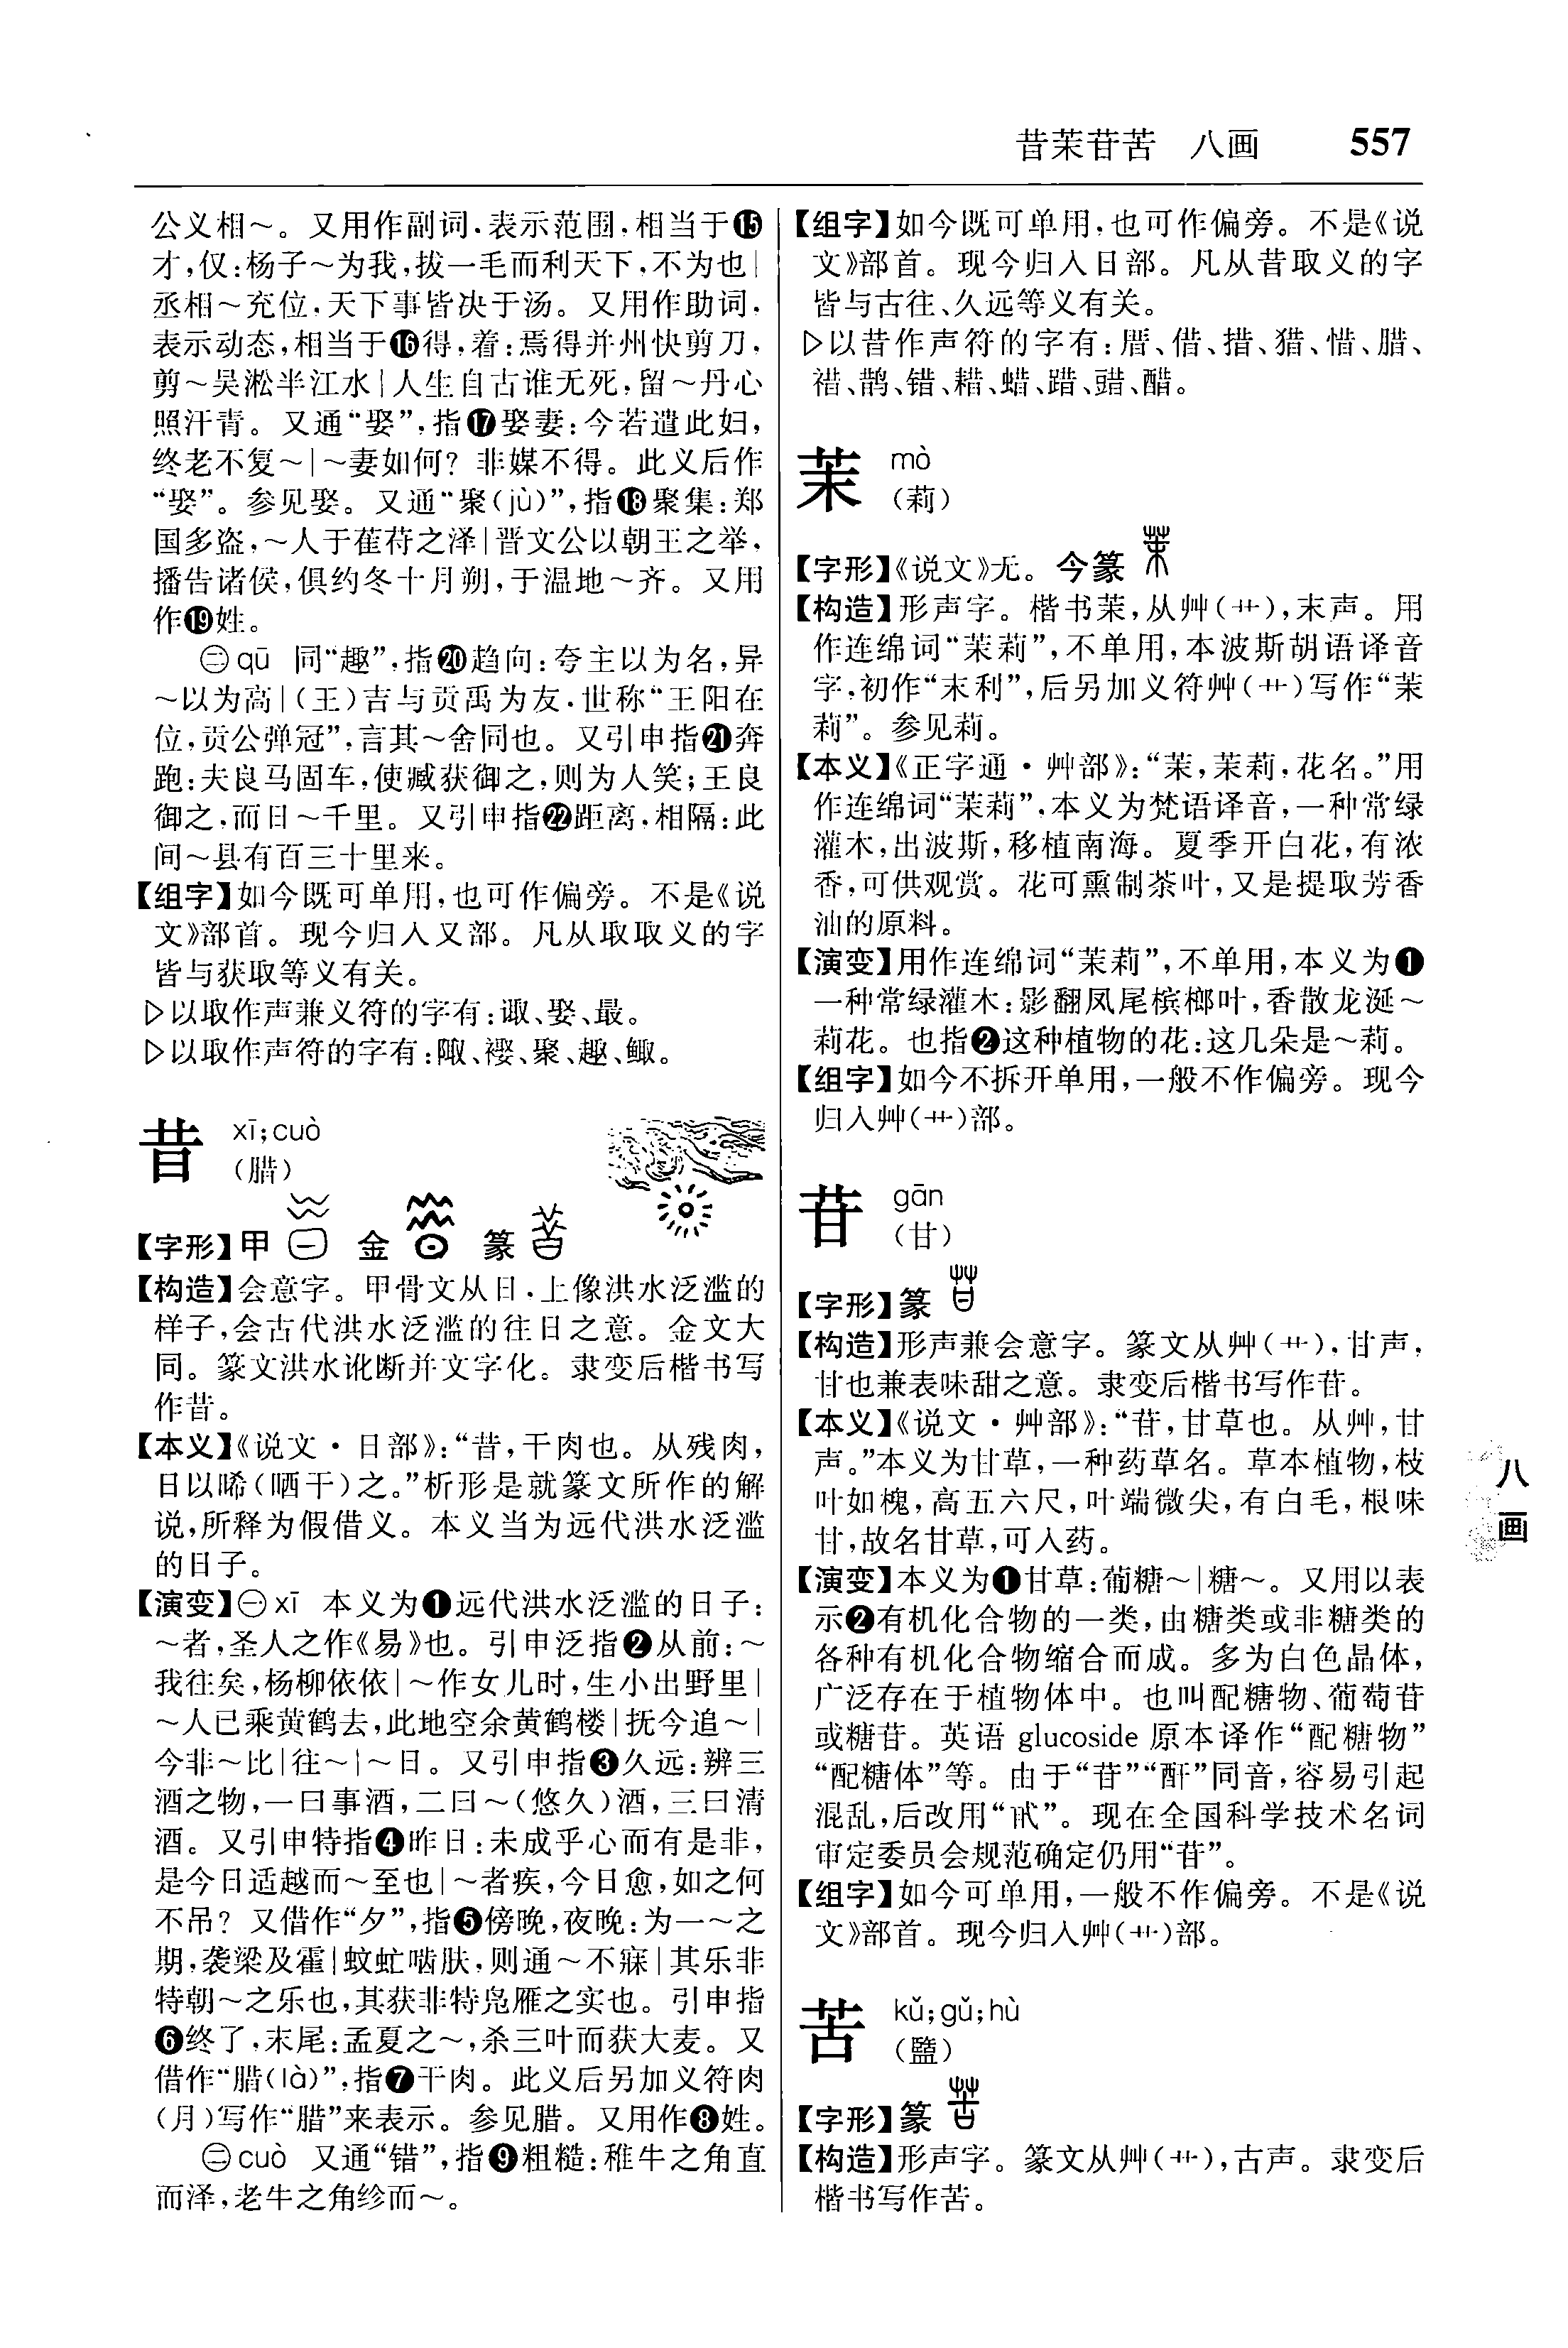 昔茉苷苦　八画　557
公义相～。又用作副词，表示范围，相当于⑮
才，仅：杨子～为我，拔一毛而利天下，不为也|
丞相～充位，天下事皆决于汤。又用作助词，
表示动态，相当于⑯得，着：焉得并州快剪刀，
剪～吴淞半江水|人生自古谁无死，留～丹心
照汗青。又通“娶”，指⑰娶妻：今若遣此妇，
终老不复～|～妻如何？非媒不得。此义后作
“娶”。参见娶。又通“聚(jù)”，指⑱聚集：郑
国多盗，～人于萑苻之泽|晋文公以朝王之举，
播告诸侯，俱约冬十月朔，于温地～齐。又用
作⑲姓。
㊁qū　同“趣”，指⑳趋向：夸主以为名，异
～以为高|(王)吉与贡禹为友，世称“王阳在
位，贡公弹冠”，言其～舍同也。又引申指㉑奔
跑：夫良马固车，使臧获御之，则为人笑；王良
御之，而日～千里。又引申指㉒距离，相隔：此
间～县有百三十里来。
【组字】如今既可单用，也可作偏旁。不是《说
文》部首。现今归入又部。凡从取取义的字
皆与获取等义有关。
▷以取作声兼义符的字有：诹、娶、最。
▷以取作声符的字有：陬、緅、聚、趣、鲰。
昔　xī；cuò
（腊）
【字形】甲　金　篆
【构造】会意字。甲骨文从日，上像洪水泛滥的
样子，会古代洪水泛滥的往日之意。金文大
同。篆文洪水讹断并文字化。隶变后楷书写
作昔。
【本义】《说文·日部》：“昔，干肉也。从残肉，
日以晞(晒干)之。”析形是就篆文所作的解
说，所释为假借义。本义当为远代洪水泛滥
的日子。
【演变】㊀xī　本义为❶远代洪水泛滥的日子：
～者，圣人之作《易》也。引申泛指❷从前：～
我往矣，杨柳依依|～作女儿时，生小出野里|
～人已乘黄鹤去，此地空余黄鹤楼|抚今追～|
今非～比|往～|～日。又引申指❸久远：辨三
酒之物，一曰事酒，二曰～(悠久)酒，三曰清
酒。又引申特指❹昨日：未成乎心而有是非，
是今日适越而～至也|～者疾，今日愈，如之何
不吊？又借作“夕”，指❺傍晚，夜晚：为一～之
期，袭梁及霍|蚊虻噆肤，则通～不寐|其乐非
特朝～之乐也，其获非特凫雁之实也。引申指
❻终了，末尾：孟夏之～，杀三叶而获大麦。又
借作“腊(là)”，指❼干肉。此义后另加义符肉
(月)写作“腊”来表示。参见腊。又用作❽姓。
㊁cuò　又通“错”，指❾粗糙：稚牛之角直
而泽，老牛之角紾而～。
【组字】如今既可单用，也可作偏旁。不是《说
文》部首。现今归入日部。凡从昔取义的字
皆与古往、久远等义有关。
▷以昔作声符的字有：厝、借、措、猎、惜、腊、
褚、鹊、错、耤、蜡、踖、䜺、醋。
茉　mò
（莉）
【字形】《说文》无。今篆
【构造】形声字。楷书茉，从艸(艹)，末声。用
作连绵词“茉莉”，不单用，本波斯胡语译音
字，初作“末利”，后另加义符艸(艹)写作“茉
莉”。参见莉。
【本义】《正字通·艸部》：“茉，茉莉，花名。”用
作连绵词“茉莉”，本义为梵语译音，一种常绿
灌木，出波斯，移植南海。夏季开白花，有浓
香，可供观赏。花可熏制茶叶，又是提取芳香
油的原料。
【演变】用作连绵词“茉莉”，不单用，本义为❶
一种常绿灌木：影翻凤尾槟榔叶，香散龙涎～
莉花。也指❷这种植物的花：这几朵是～莉。
【组字】如今不拆开单用，一般不作偏旁。现今
归入艸(艹)部。
苷　gān
（甘）
【字形】篆
【构造】形声兼会意字。篆文从艸(艹)，甘声，
甘也兼表味甜之意。隶变后楷书写作苷。
【本义】《说文·艸部》：“苷，甘草也。从艸，甘
声。”本义为甘草，一种药草名。草本植物，枝
叶如槐，高五六尺，叶端微尖，有白毛，根味
甘，故名甘草，可入药。
【演变】本义为❶甘草：葡糖～|糖～。又用以表
示❷有机化合物的一类，由糖类或非糖类的
各种有机化合物缩合而成。多为白色晶体，
广泛存在于植物体中。也叫配糖物、葡萄苷
或糖苷。英语 glucoside 原本译作“配糖物”
“配糖体”等。由于“苷”“酐”同音，容易引起
混乱，后改用“甙”。现在全国科学技术名词
审定委员会规范确定仍用“苷”。
【组字】如今可单用，一般不作偏旁。不是《说
文》部首。现今归入艸(艹)部。
苦　kǔ；gǔ；hù
（盬）
【字形】篆
【构造】形声字。篆文从艸(艹)，古声。隶变后
楷书写作苦。
八画